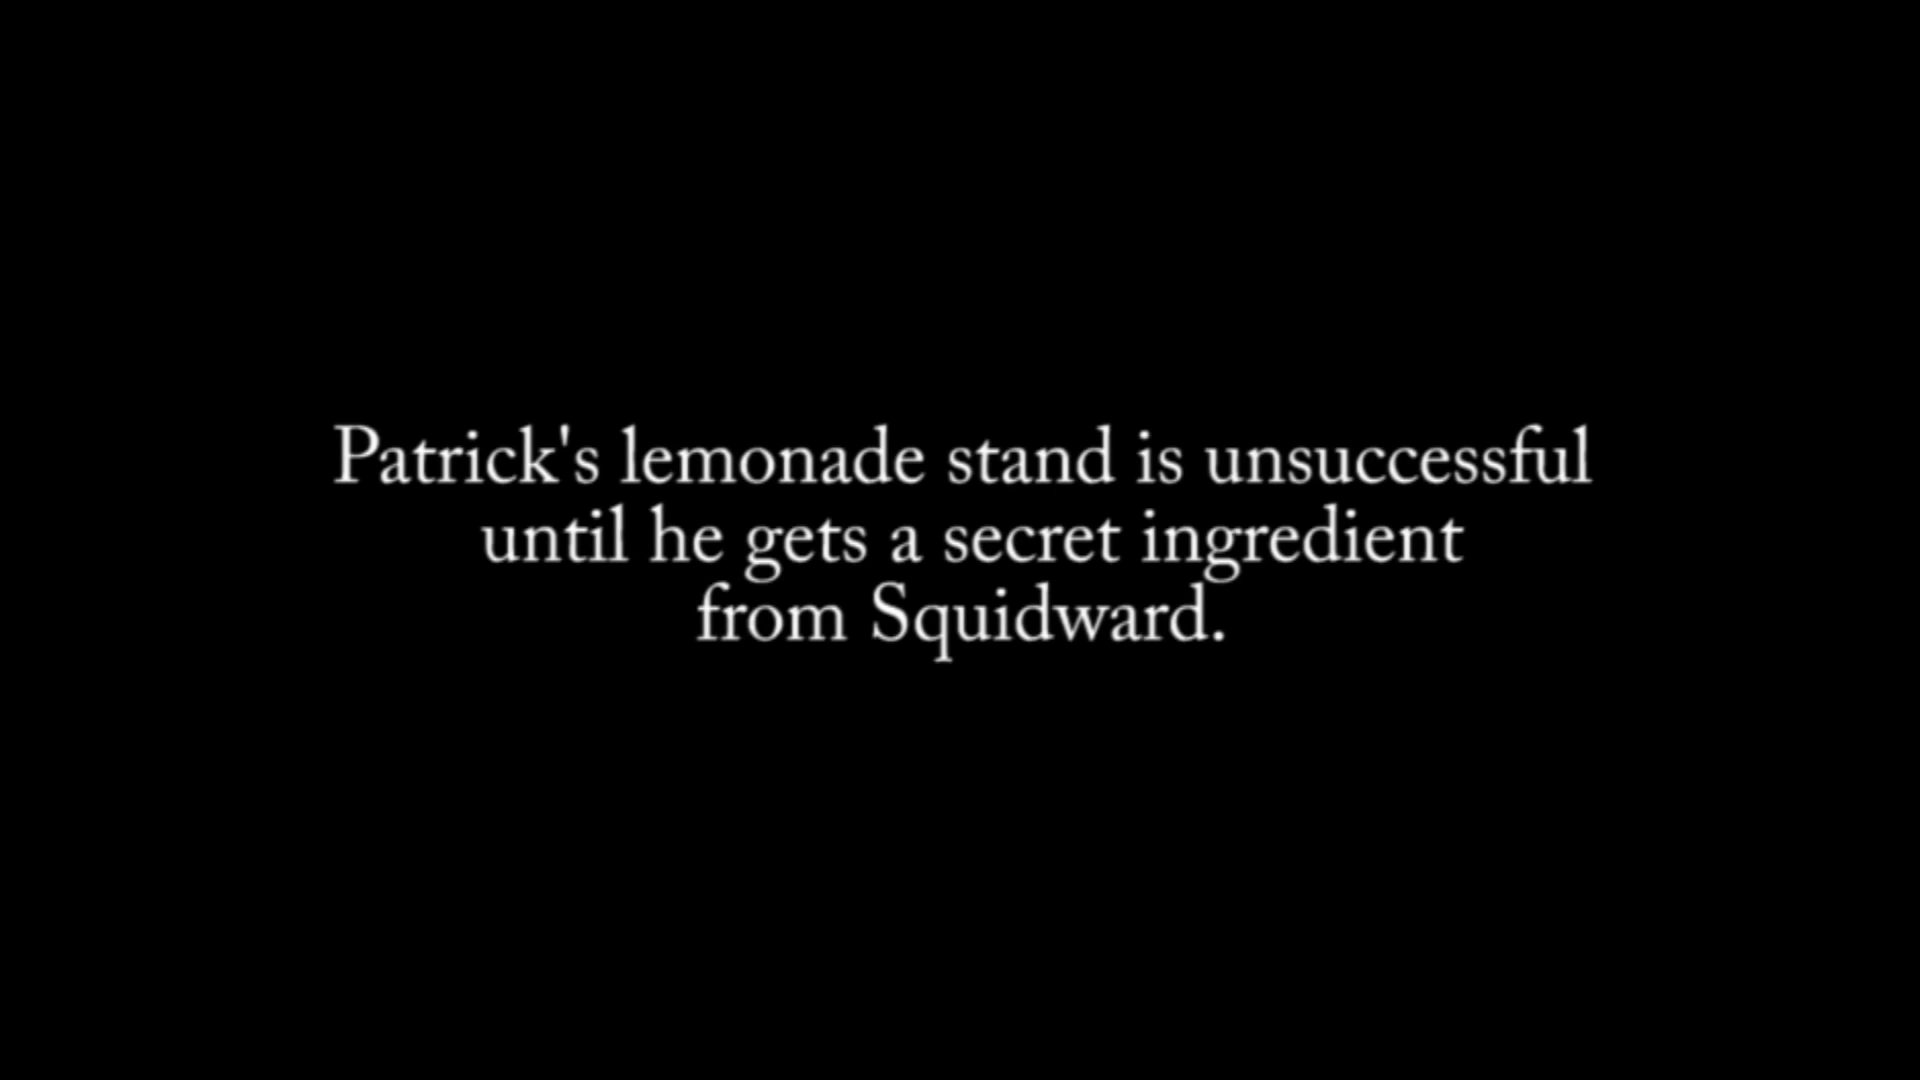 Patrick's lemonade stand is unsuccessful
until he gets a secret ingredient
from Squidward.